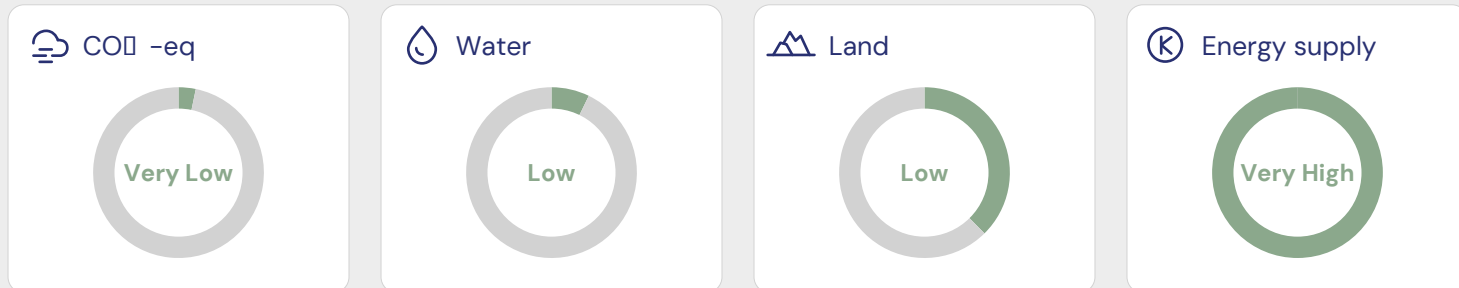 CO▯ -eq
Water
Land
Energy supply
Very Low
Low
Low
Very High